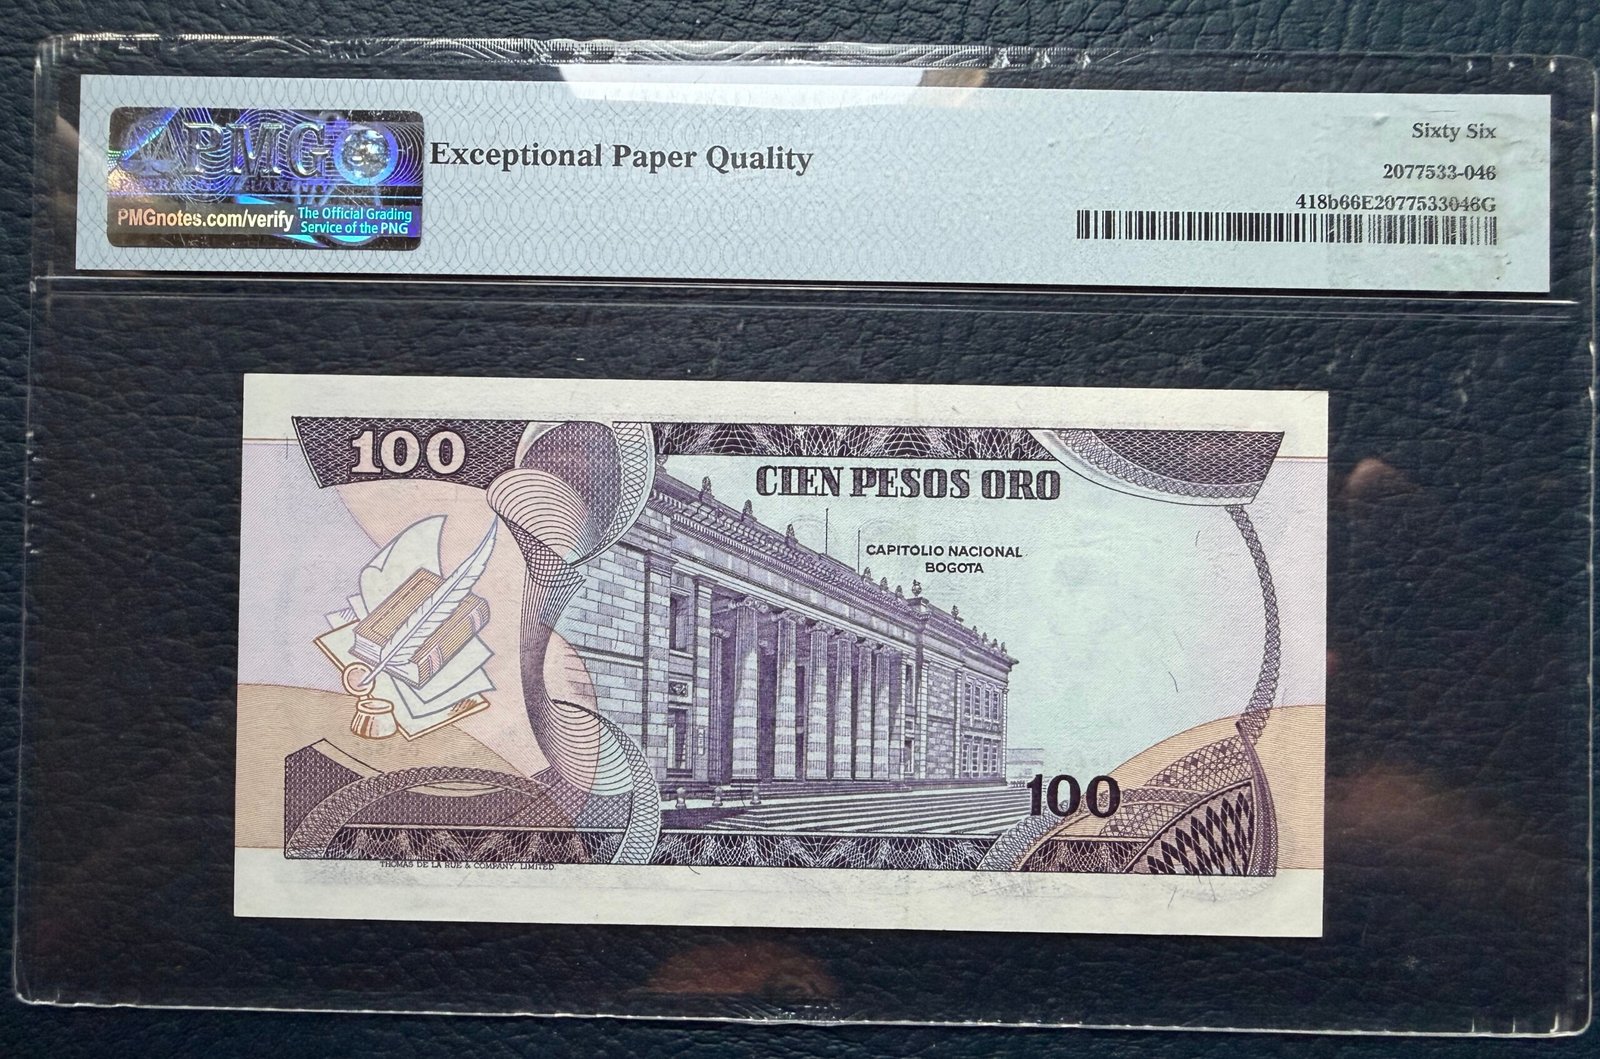 PMG
PMGnotes.com/verify
The Official Grading
Service of the PNG
Exceptional Paper Quality
Sixty Six
2077533-046
418b66E2077533046G
100
CIEN PESOS ORO
CAPITOLIO NACIONAL
BOGOTA
100
THOMAS DE LA RUE & COMPANY, LIMITED.